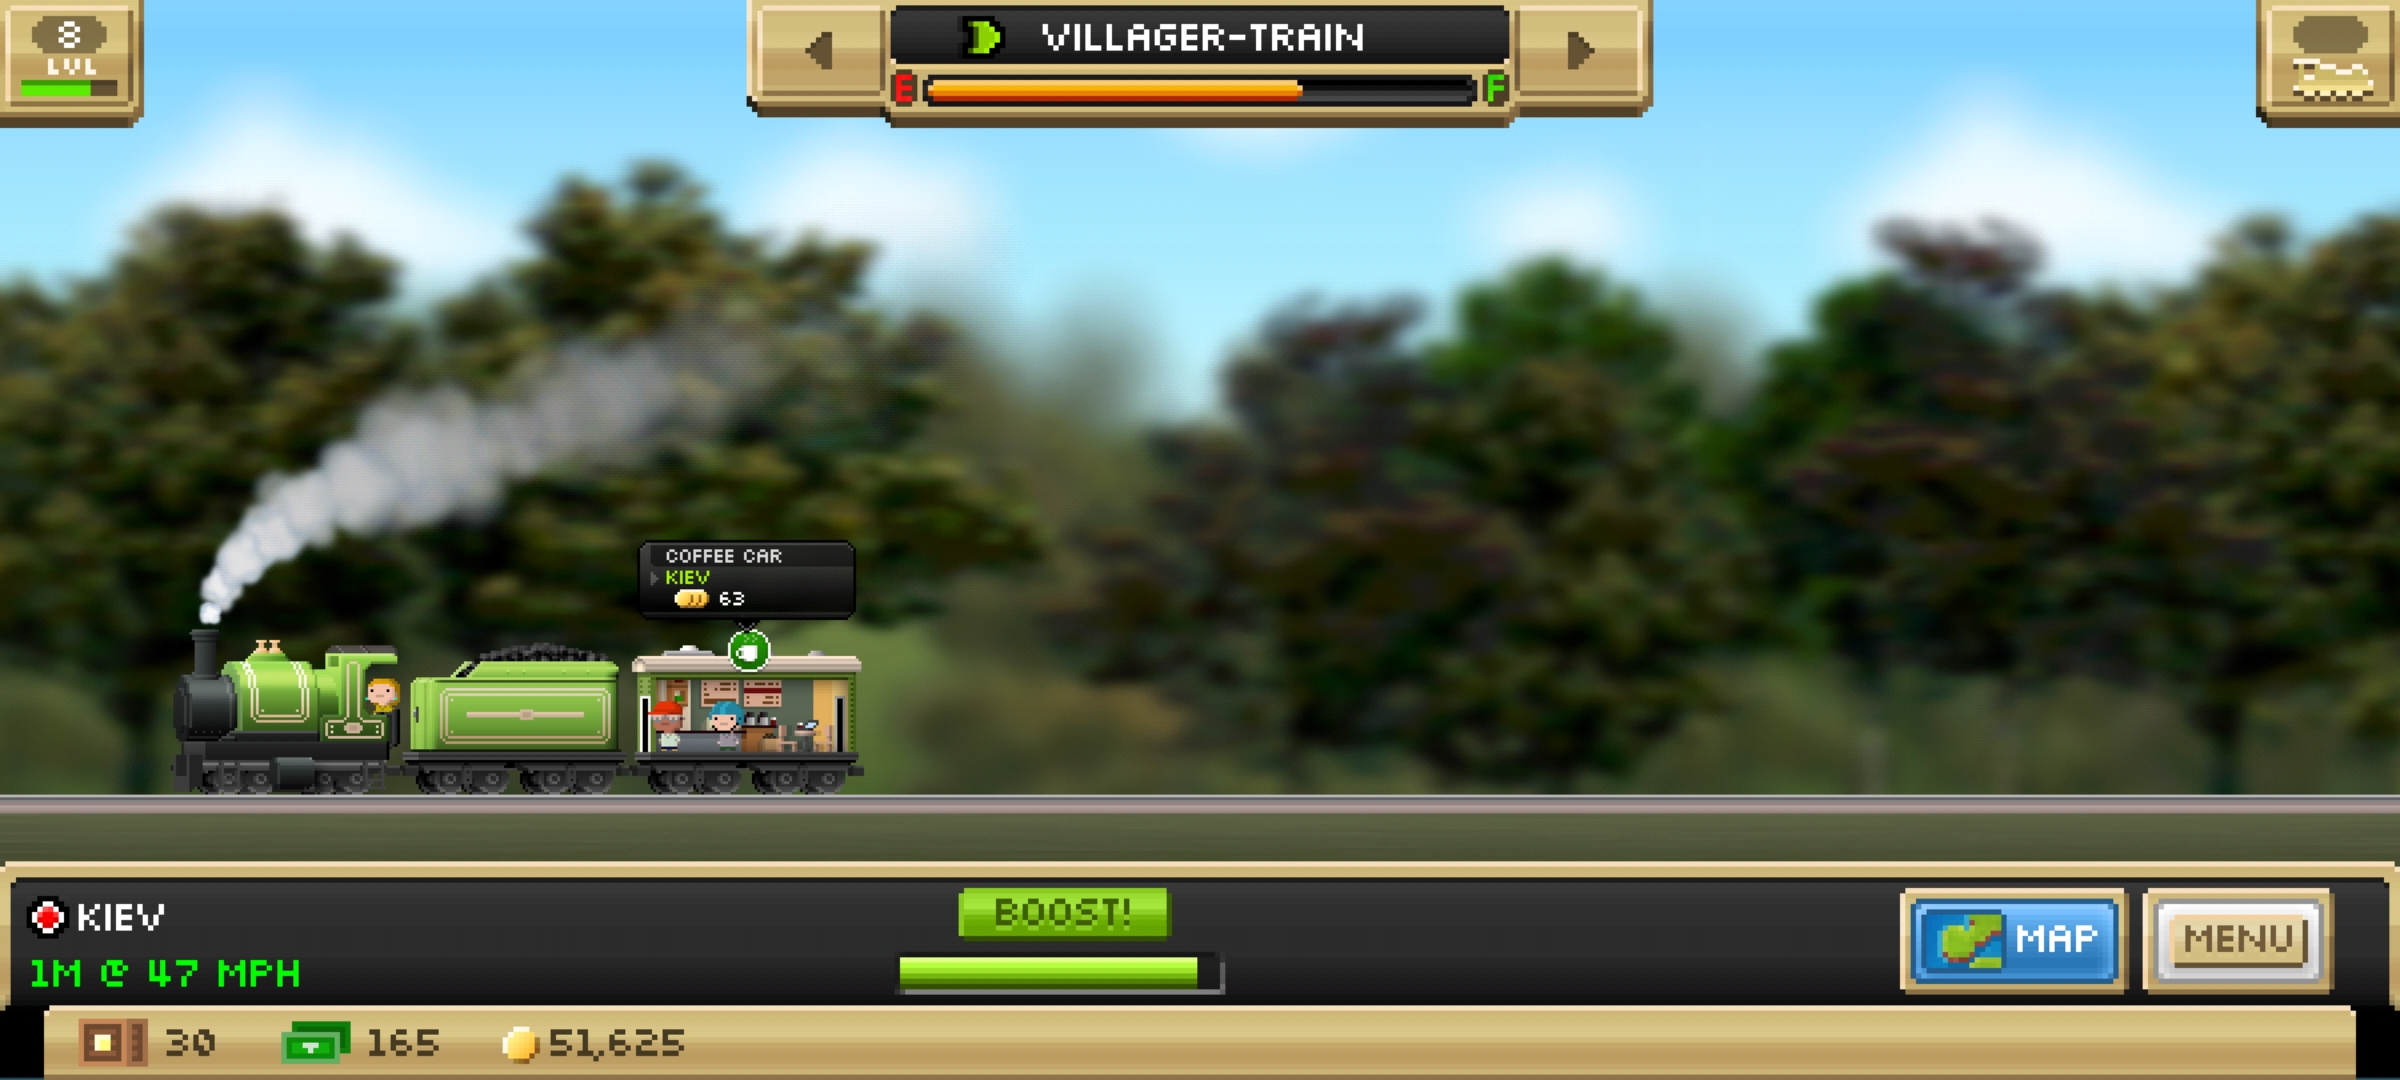 8
LVL
VILLAGER-TRAIN
E F
COFFEE CAR
KIEV
63
KIEV
1M @ 47 MPH
BOOST!
MAP
MENU
30 165 51,625